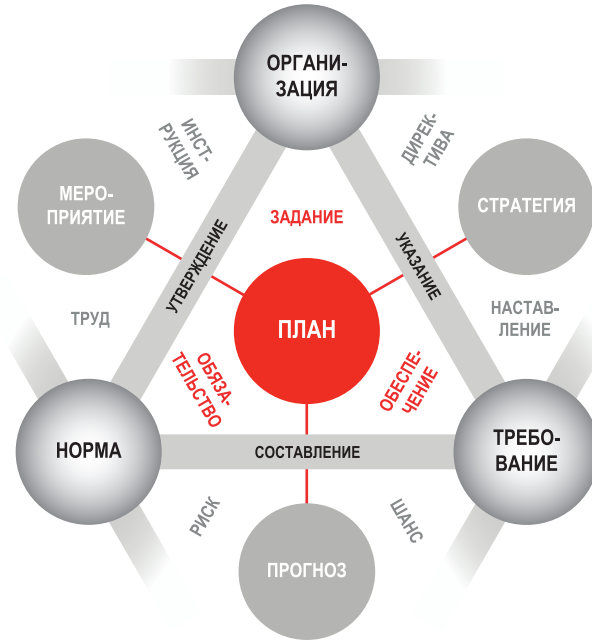 ОРГАНИ-
ЗАЦИЯ
ИНСТ-
РУКЦИЯ
ДИРЕК-
ТИВА
МЕРО-
ПРИЯТИЕ
СТРАТЕГИЯ
ЗАДАНИЕ
УТВЕРЖДЕНИЕ
УКАЗАНИЕ
ТРУД
ПЛАН
НАСТАВ-
ЛЕНИЕ
ОБЯЗА-
ТЕЛЬСТВО
ОБЕСПЕ-
ЧЕНИЕ
НОРМА
СОСТАВЛЕНИЕ
ТРЕБО-
ВАНИЕ
РИСК
ШАНС
ПРОГНОЗ